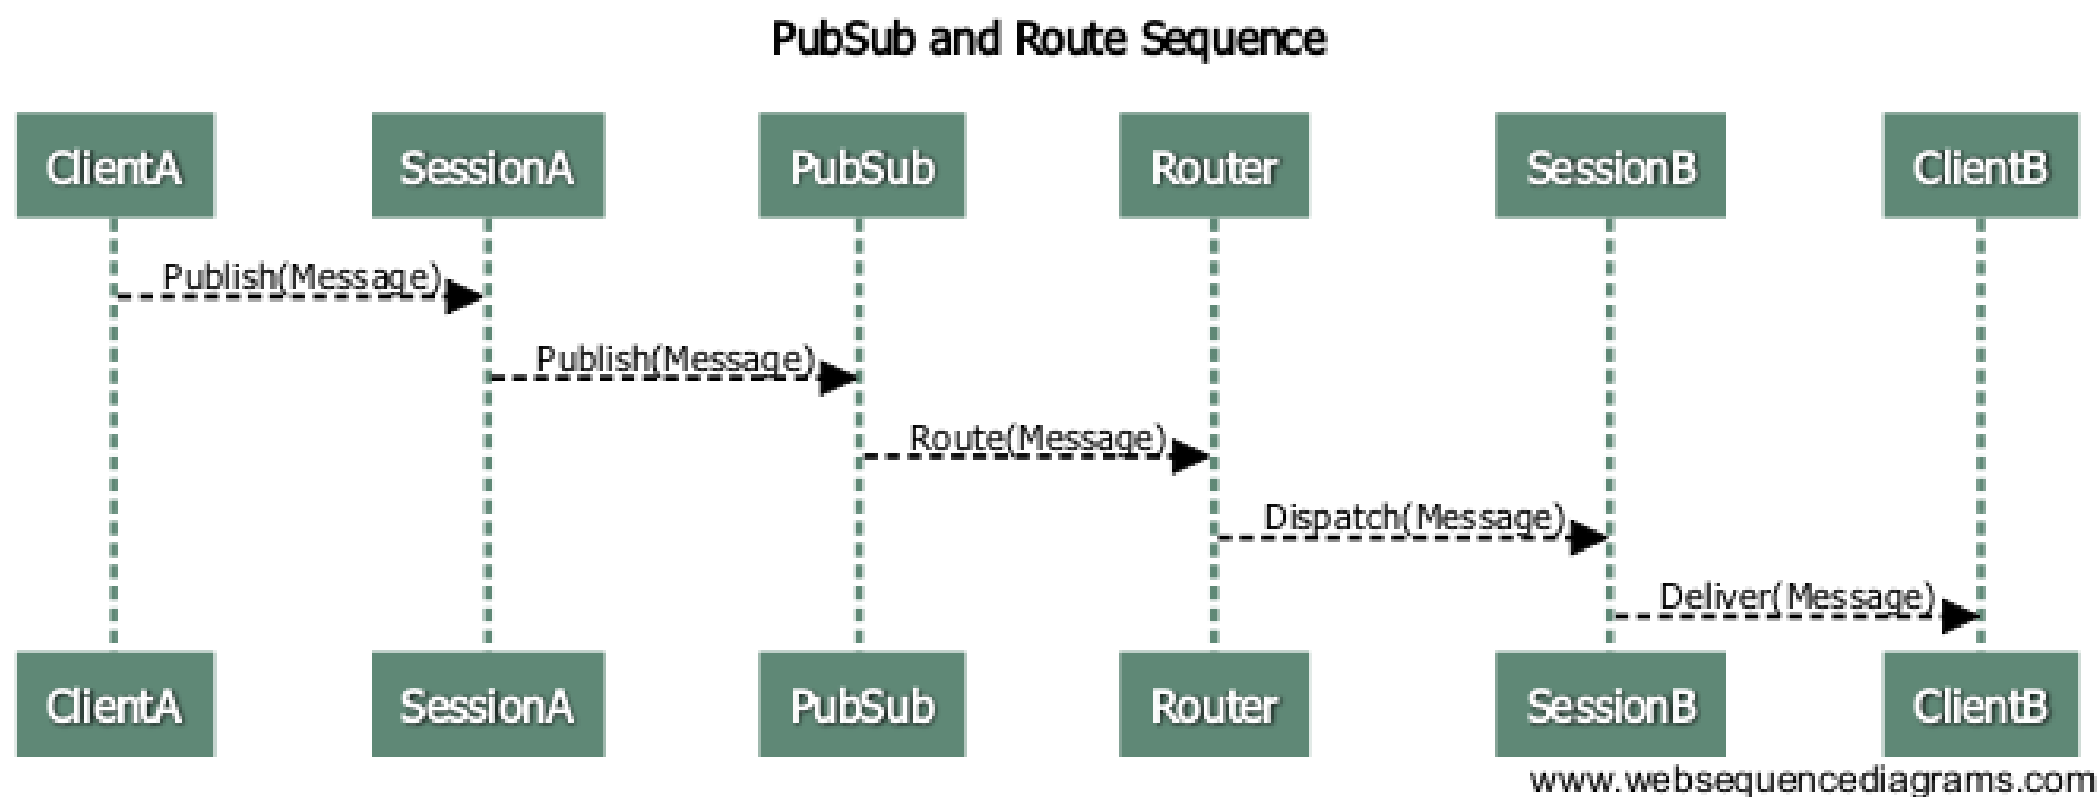 PubSub and Route Sequence
ClientA SessionA PubSub Router SessionB ClientB
Publish(Message)
Publish(Message)
Route(Message)
Dispatch(Message)
Deliver(Message)
ClientA SessionA PubSub Router SessionB ClientB
www.websequencediagrams.com